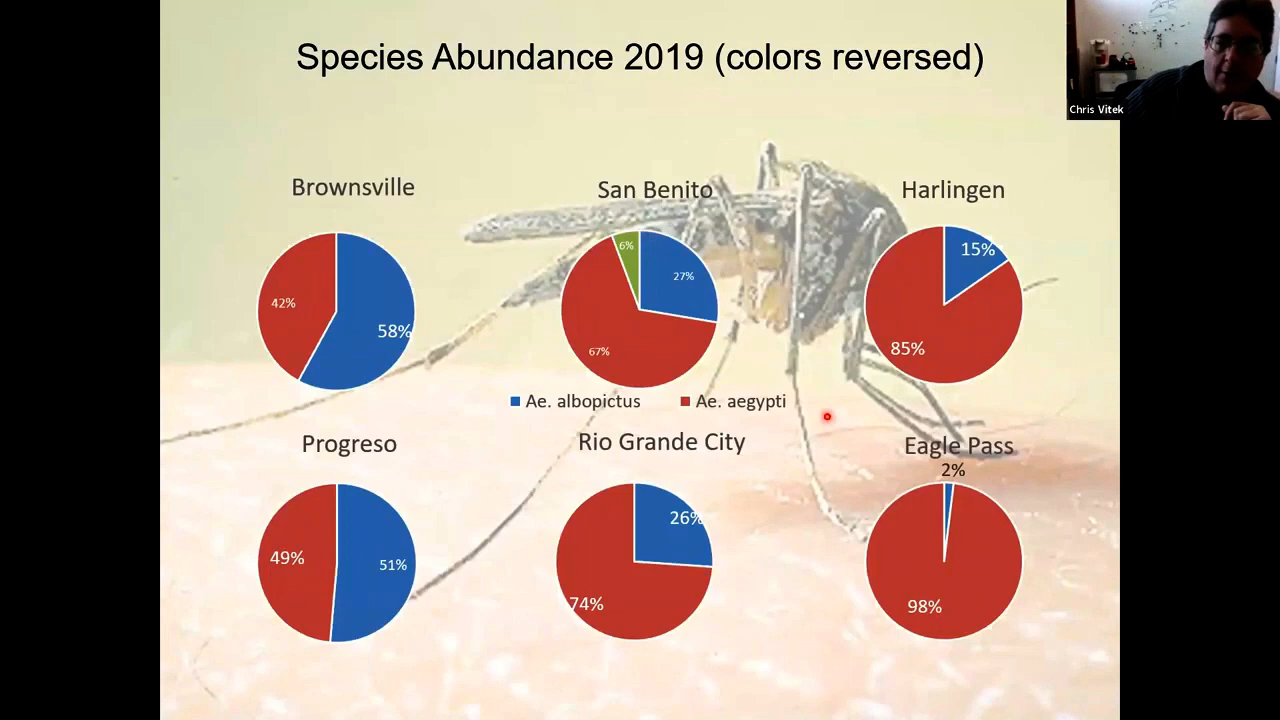 Species Abundance 2019 (colors reversed)
Chris Vitek
Brownsville
San Benito
Harlingen
42%
58%
6%
27%
67%
15%
85%
Ae. albopictus
Ae. aegypti
Progreso
Rio Grande City
Eagle Pass
49%
51%
26%
74%
2%
98%